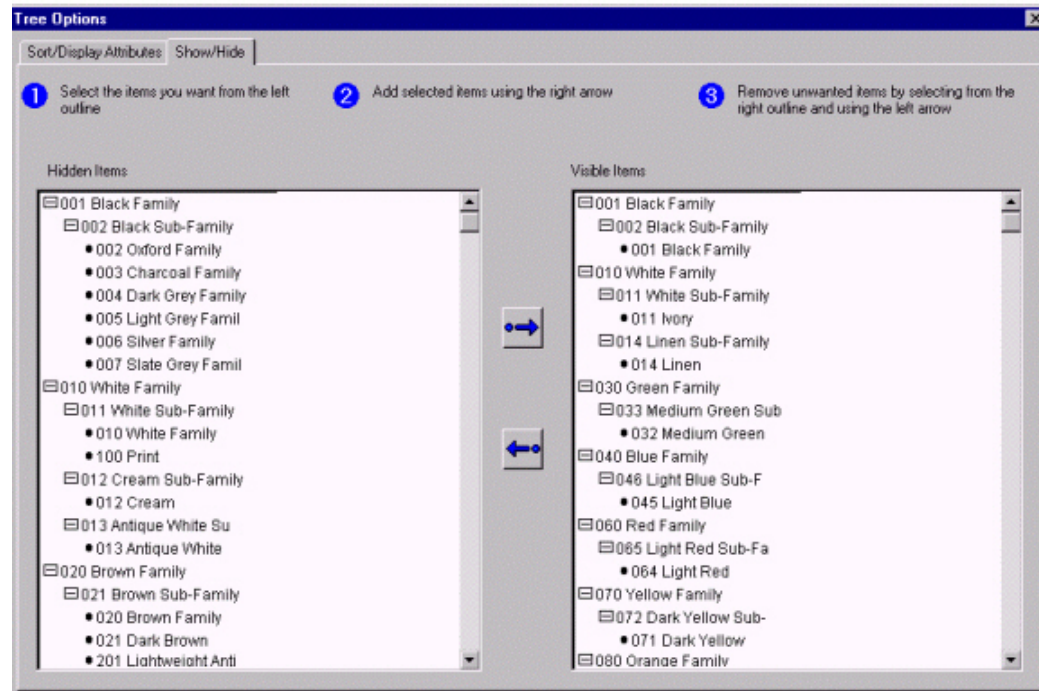 Tree Options
Sort/Display Attributes Show/Hide
1 Select the items you want from the left
outline
2 Add selected items using the right arrow
3 Remove unwanted items by selecting from the
right outline and using the left arrow
Hidden Items
001 Black Family
002 Black Sub-Family
002 Oxford Family
003 Charcoal Family
004 Dark Grey Family
005 Light Grey Famil
006 Silver Family
007 Slate Grey Famil
010 White Family
011 White Sub-Family
010 White Family
100 Print
012 Cream Sub-Family
012 Cream
013 Antique White Su
013 Antique White
020 Brown Family
021 Brown Sub-Family
020 Brown Family
021 Dark Brown
201 Lightweight Anti
Visible Items
001 Black Family
002 Black Sub-Family
001 Black Family
010 White Family
011 White Sub-Family
011 Ivory
014 Linen Sub-Family
014 Linen
030 Green Family
033 Medium Green Sub
032 Medium Green
040 Blue Family
046 Light Blue Sub-F
045 Light Blue
060 Red Family
065 Light Red Sub-Fa
064 Light Red
070 Yellow Family
072 Dark Yellow Sub-
071 Dark Yellow
080 Orange Family